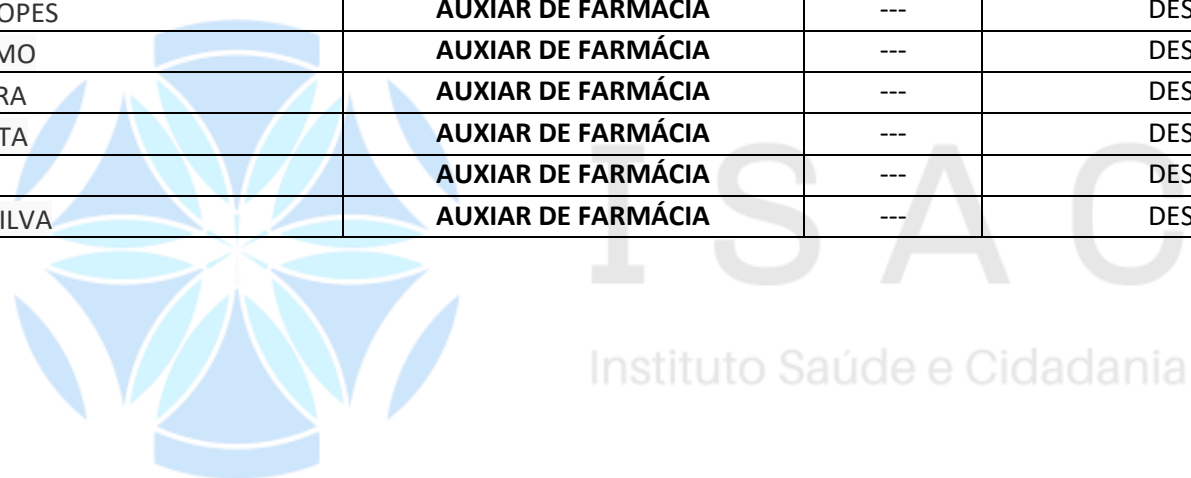 OPES AUXIAR DE FARMÁCIA --- DES
MO AUXIAR DE FARMÁCIA --- DES
RA AUXIAR DE FARMÁCIA --- DES
TA AUXIAR DE FARMÁCIA --- DES
AUXIAR DE FARMÁCIA --- DES
ILVA AUXIAR DE FARMÁCIA --- DES
ISAC
Instituto Saúde e Cidadania